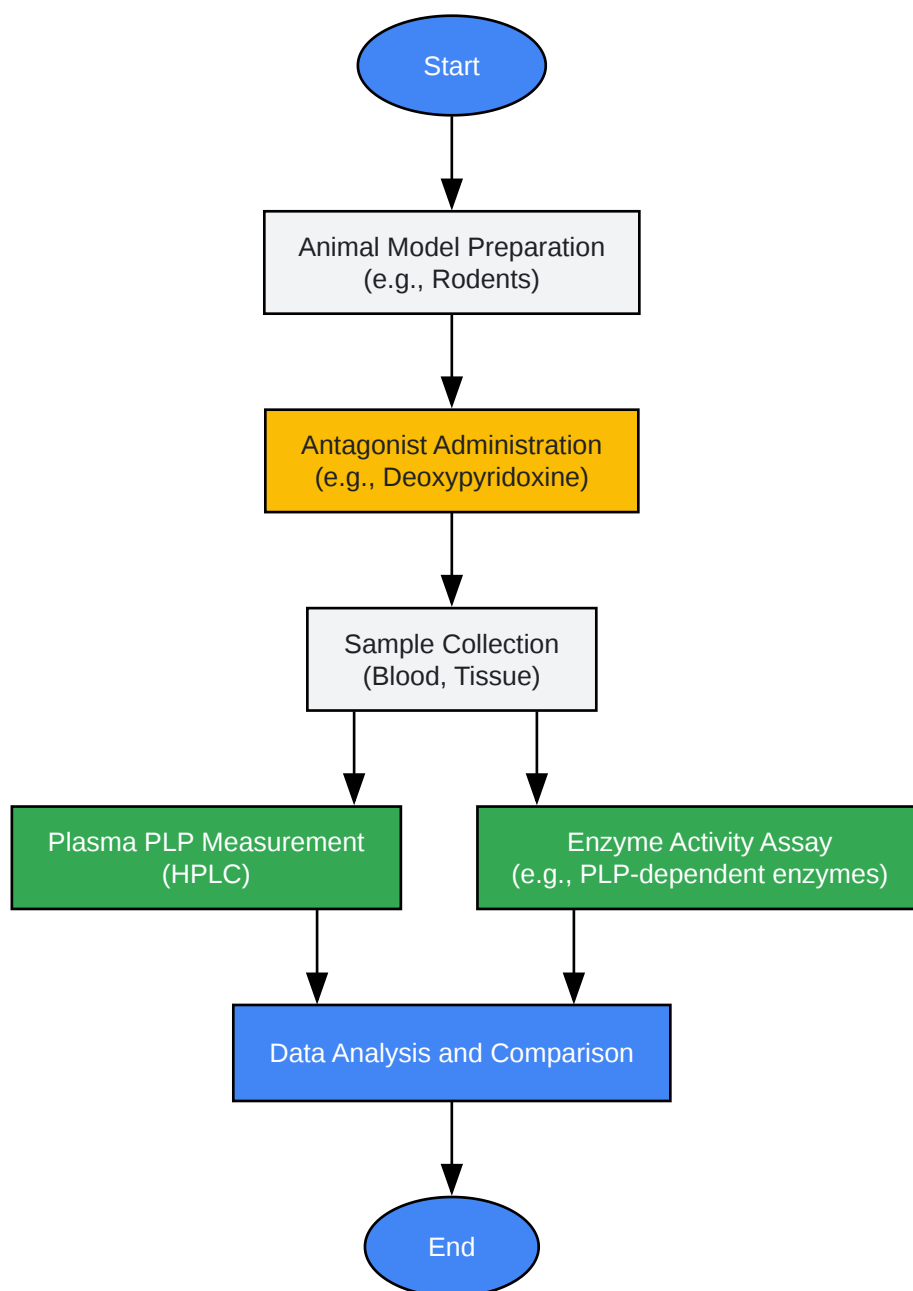 Start
Animal Model Preparation
(e.g., Rodents)
Antagonist Administration
(e.g., Deoxypyridoxine)
Sample Collection
(Blood, Tissue)
Plasma PLP Measurement
(HPLC)
Enzyme Activity Assay
(e.g., PLP-dependent enzymes)
Data Analysis and Comparison
End